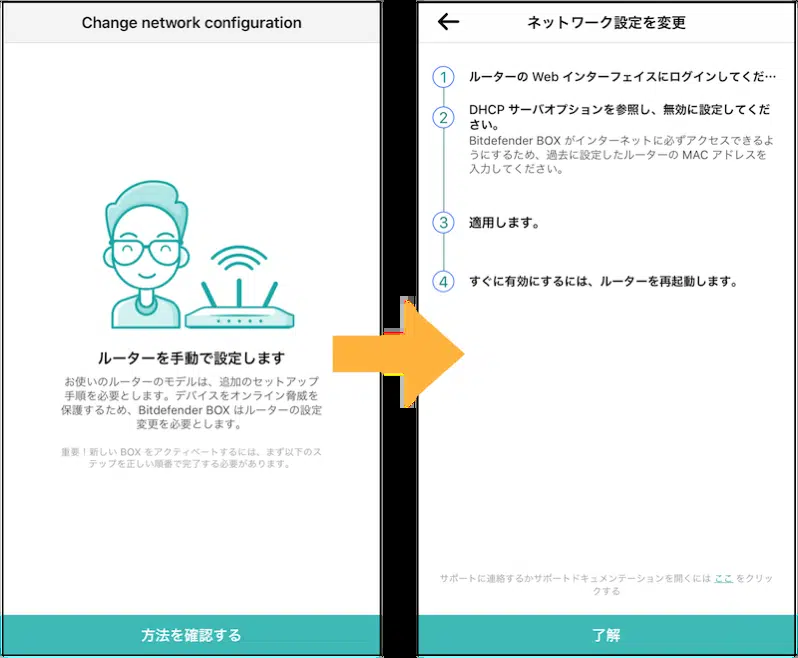 Change network configuration
ルーターを手動で設定します
お使いのルーターのモデルは、追加のセットアップ
手順を必要とします。デバイスをオンライン脅威を
保護するため、Bitdefender BOX はルーターの設定
変更を必要とします。
重要！新しい BOX をアクティベートするには、まず以下のス
テップを正しい順番で完了する必要があります。
方法を確認する
ネットワーク設定を変更
1 ルーターの Web インターフェイスにログインしてくだ…
2 DHCP サーバオプションを参照し、無効に設定してくだ
さい。
Bitdefender BOX がインターネットに必ずアクセスできるよ
うにするため、過去に設定したルーターの MAC アドレスを
入力してください。
3 適用します。
4 すぐに有効にするには、ルーターを再起動します。
サポートに連絡するかサポートドキュメンテーションを開くには ここ をクリッ
クする
了解